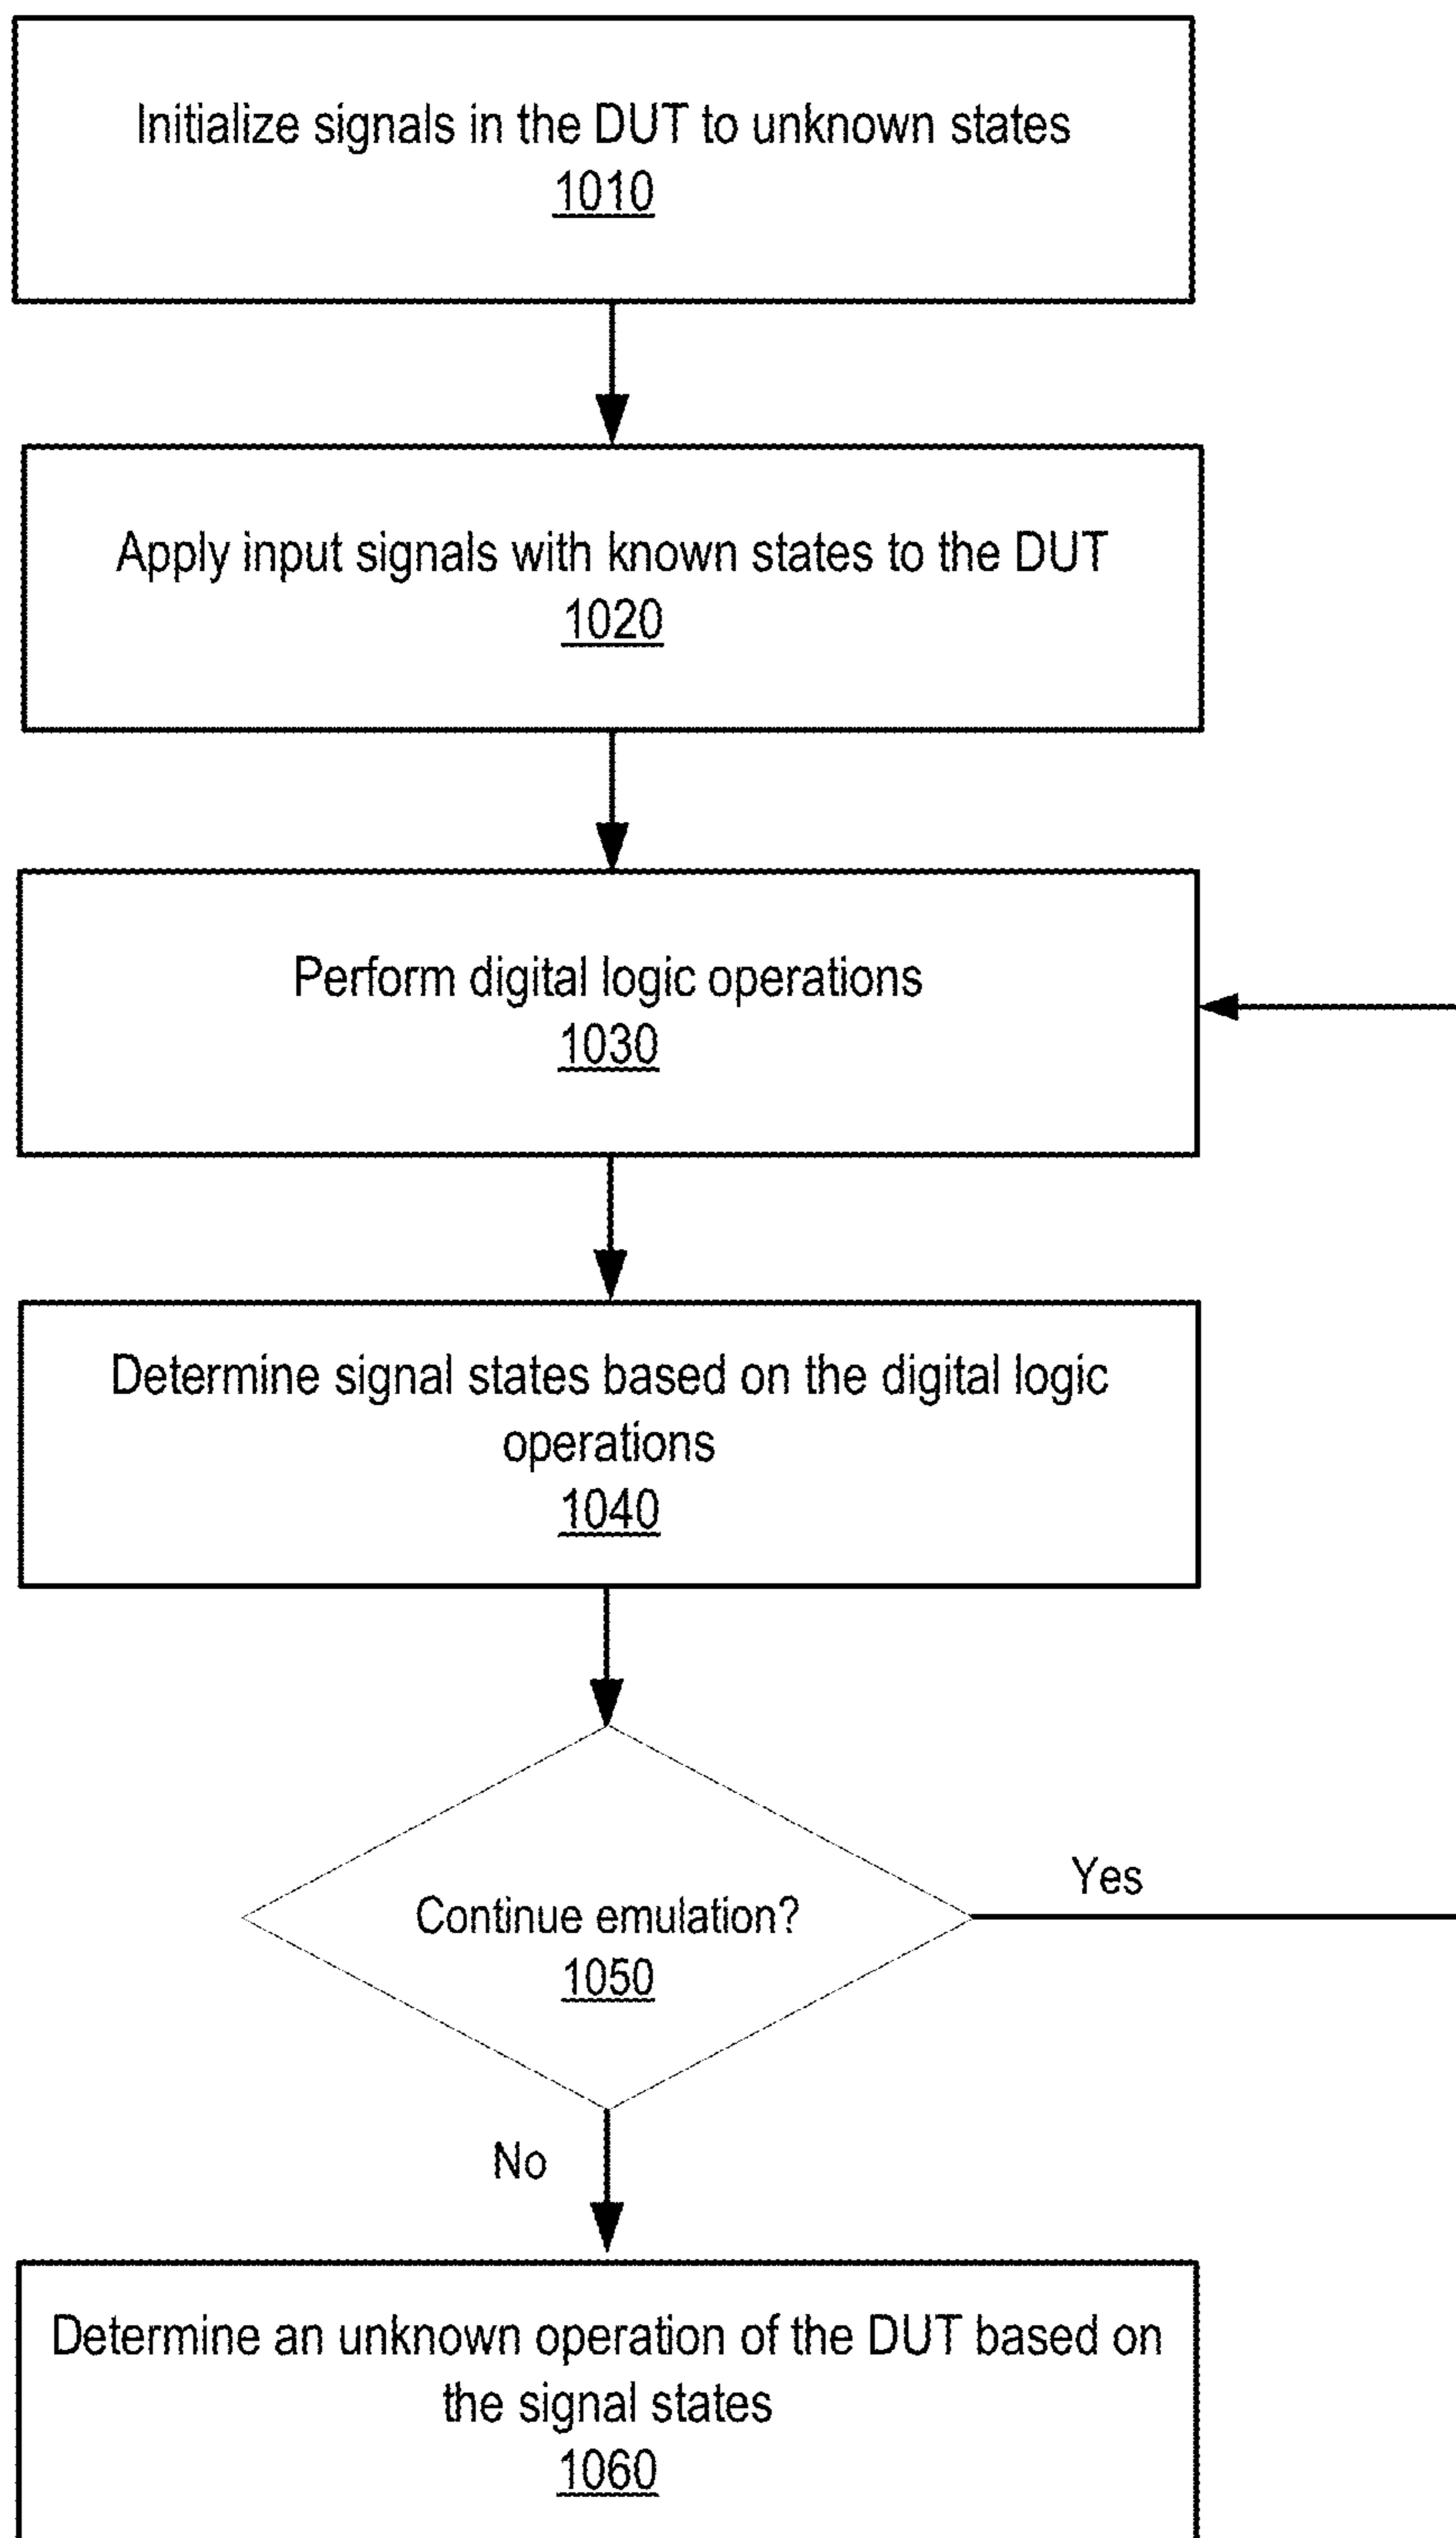 Initialize signals in the DUT to unknown states
1010
Apply input signals with known states to the DUT
1020
Perform digital logic operations
1030
Determine signal states based on the digital logic
operations
1040
Continue emulation?
1050
Yes
No
Determine an unknown operation of the DUT based on
the signal states
1060